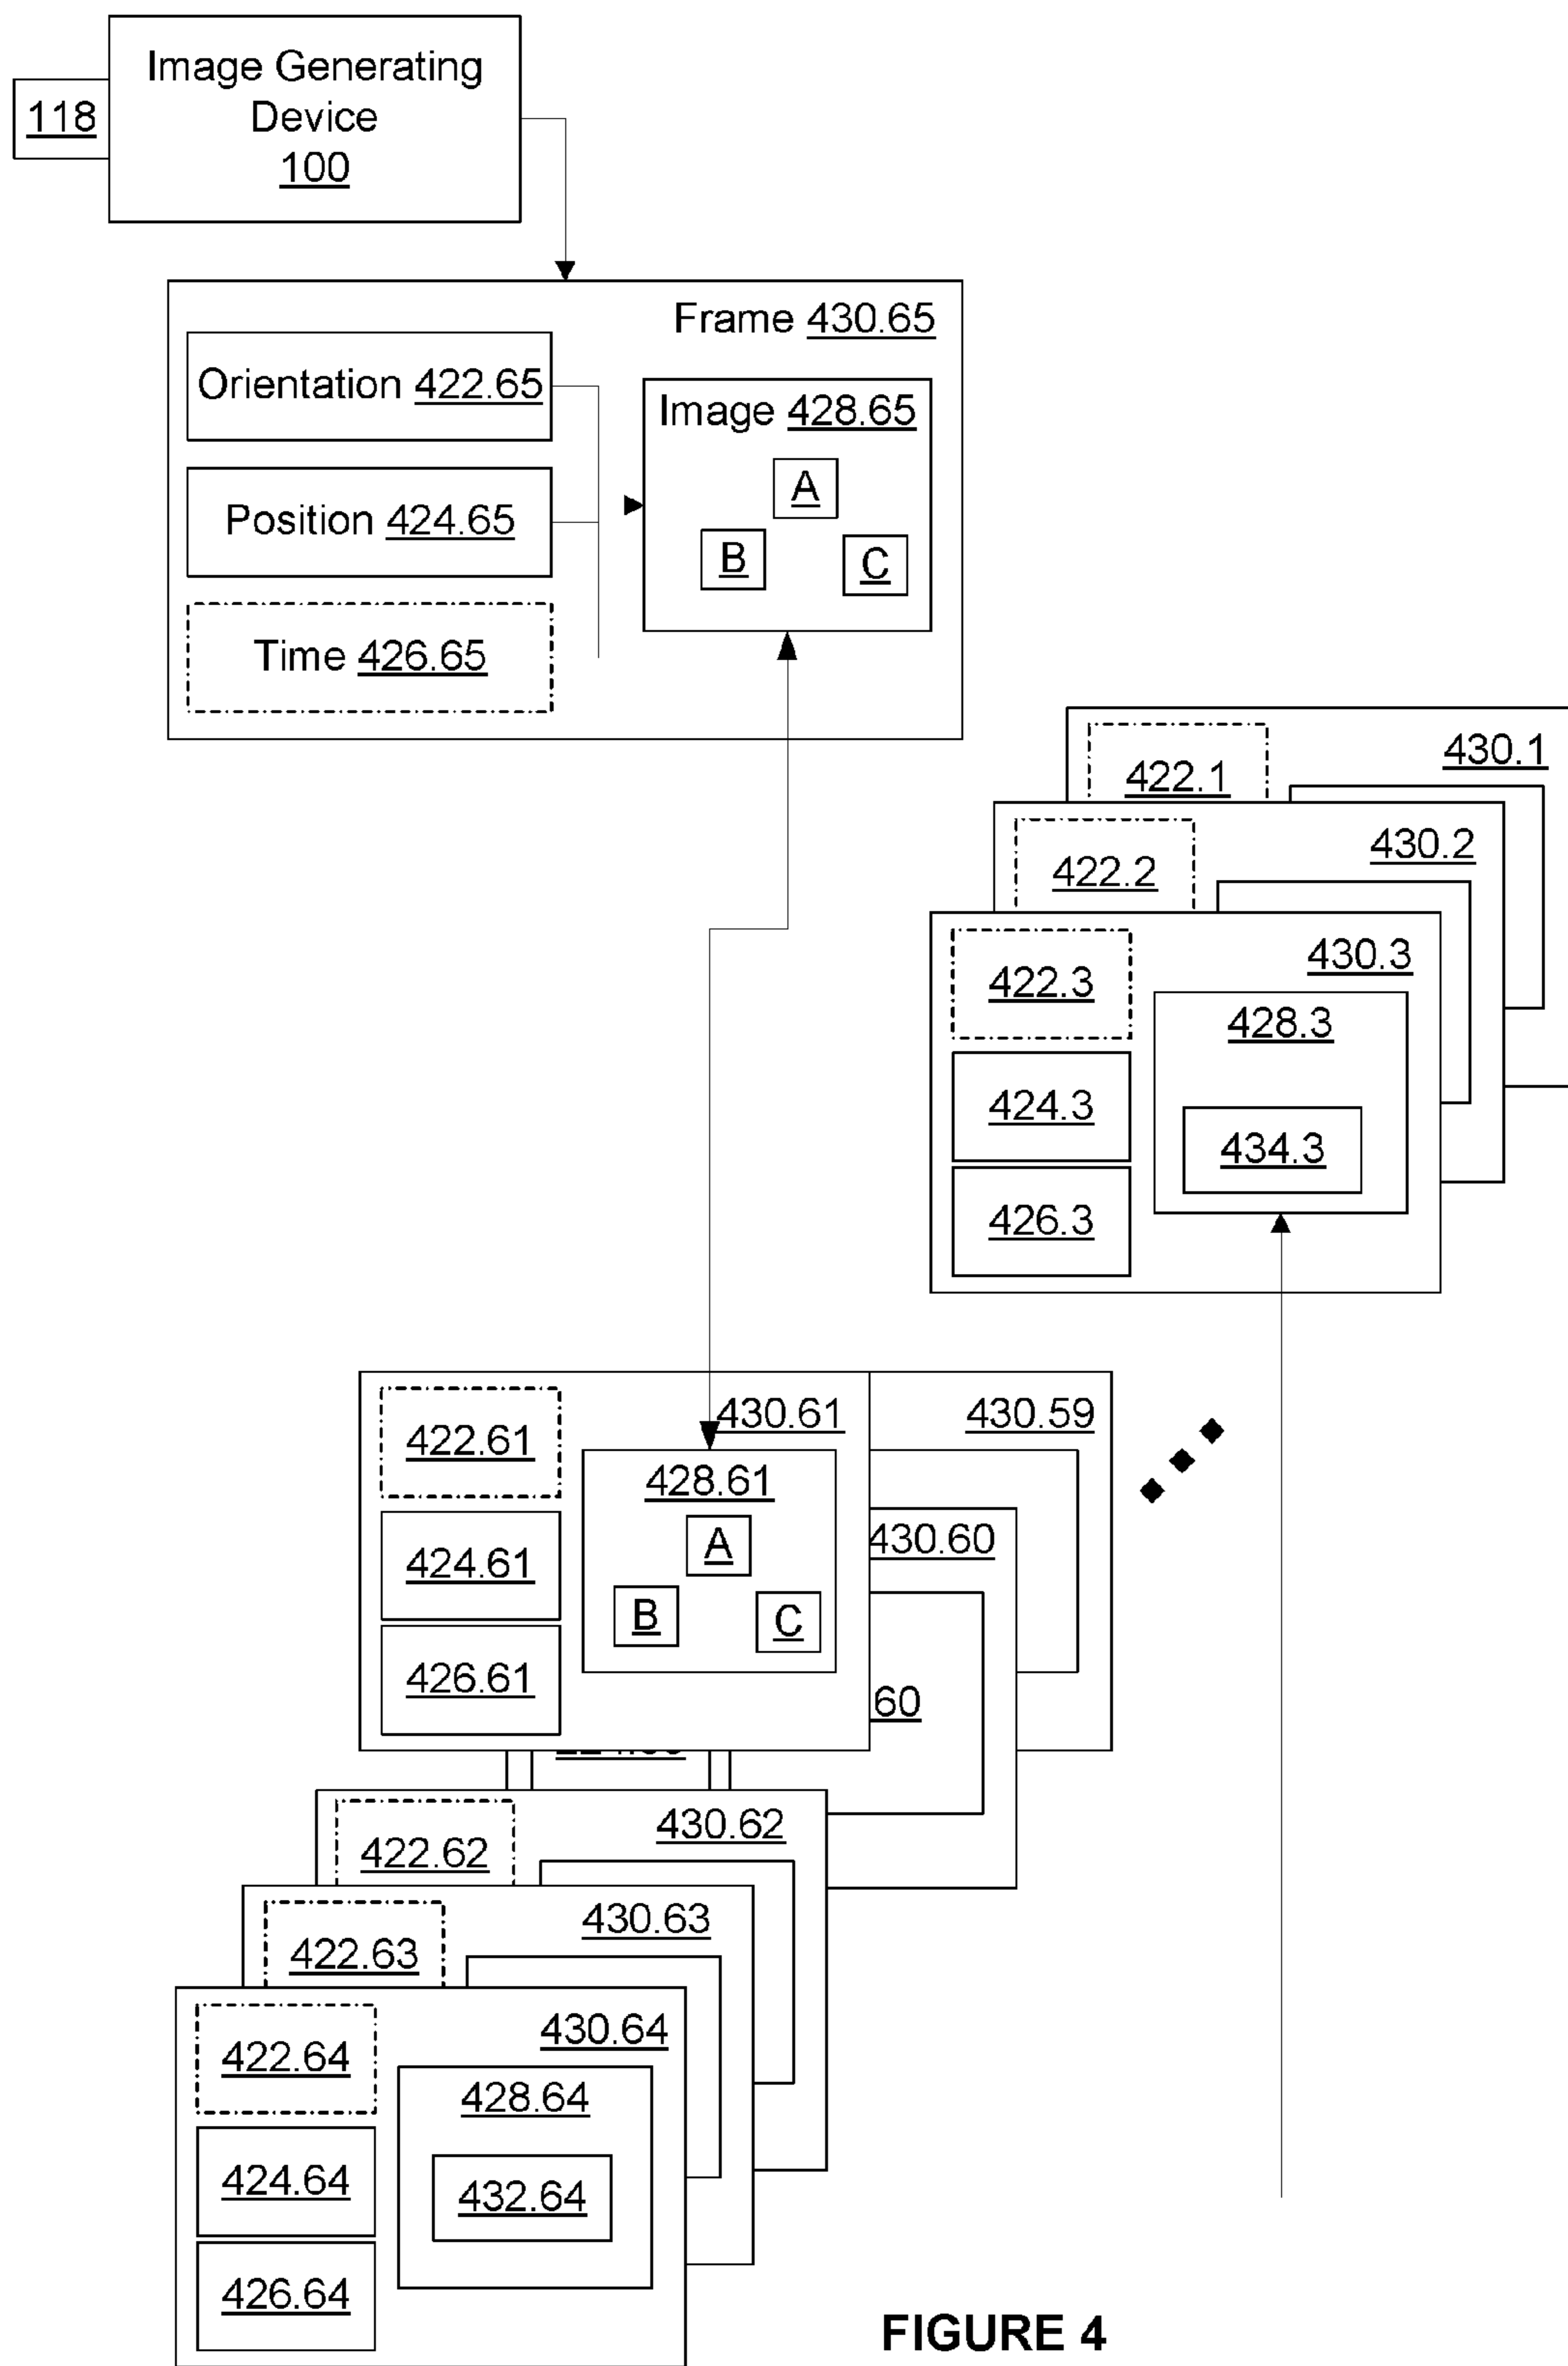 Image Generating
Device
100
118
Frame 430.65
Orientation 422.65
Position 424.65
Time 426.65
Image 428.65
A
B
C
430.1
422.1
430.2
422.2
430.3
422.3
428.3
424.3
434.3
426.3
430.61
430.59
422.61
428.61
A
B
C
424.61
426.61
430.60
60
430.62
422.62
430.63
422.63
430.64
422.64
428.64
424.64
432.64
426.64
FIGURE 4